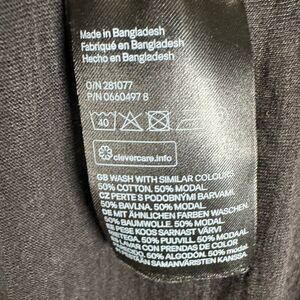 Made in Bangladesh
Fabriqué en Bangladesh
Hecho en Bangladesh
O/N 281077
P/N 0660497 8
40
clevercare.info
GB WASH WITH SIMILAR COLOURS.
50% COTTON. 50% MODAL.
CZ PERTE S PODOBNÝMI BARVAMI.
50% BAVLNA. 50% MODAL.
DE MIT ÄHNLICHEN FARBEN WASCHEN.
50% BAUMWOLLE. 50% MODAL.
PESE KOOS SARNAST VÄRVI
50% PUUVILL. 50% MODAAL
LAVAR CON PRENDAS DE COLOR
50% ALGODÓN. 50% MODAL.
SAMANVÄRISTEN KANSSA.